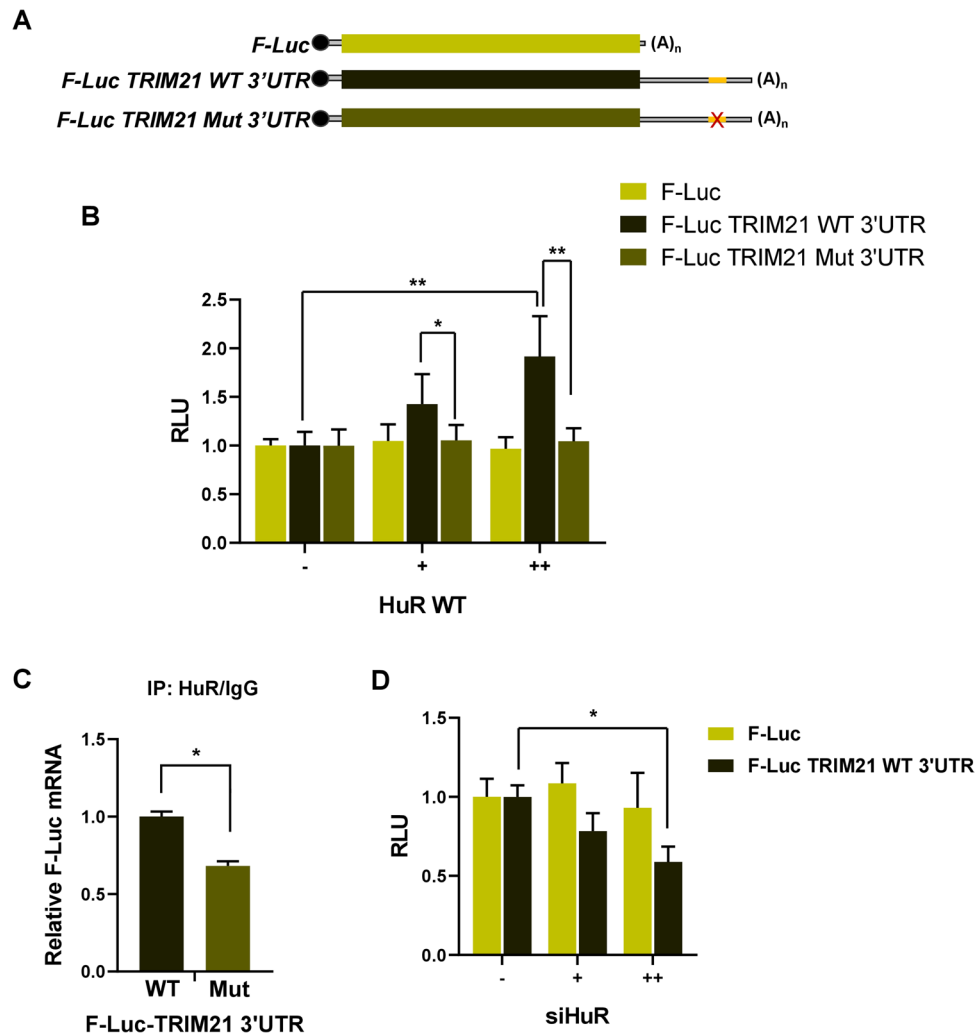 A
F-Luc (A)n
F-Luc TRIM21 WT 3'UTR (A)n
F-Luc TRIM21 Mut 3'UTR X (A)n
B
F-Luc
F-Luc TRIM21 WT 3'UTR
F-Luc TRIM21 Mut 3'UTR
**
**
*
2.5
2.0
1.5
1.0
0.5
0.0
RLU
- + ++
HuR WT
C
IP: HuR/IgG
*
1.5
1.0
0.5
0.0
Relative F-Luc mRNA
WT Mut
F-Luc-TRIM21 3'UTR
D
*
1.5
1.0
0.5
0.0
RLU
- + ++
siHuR
F-Luc
F-Luc TRIM21 WT 3'UTR